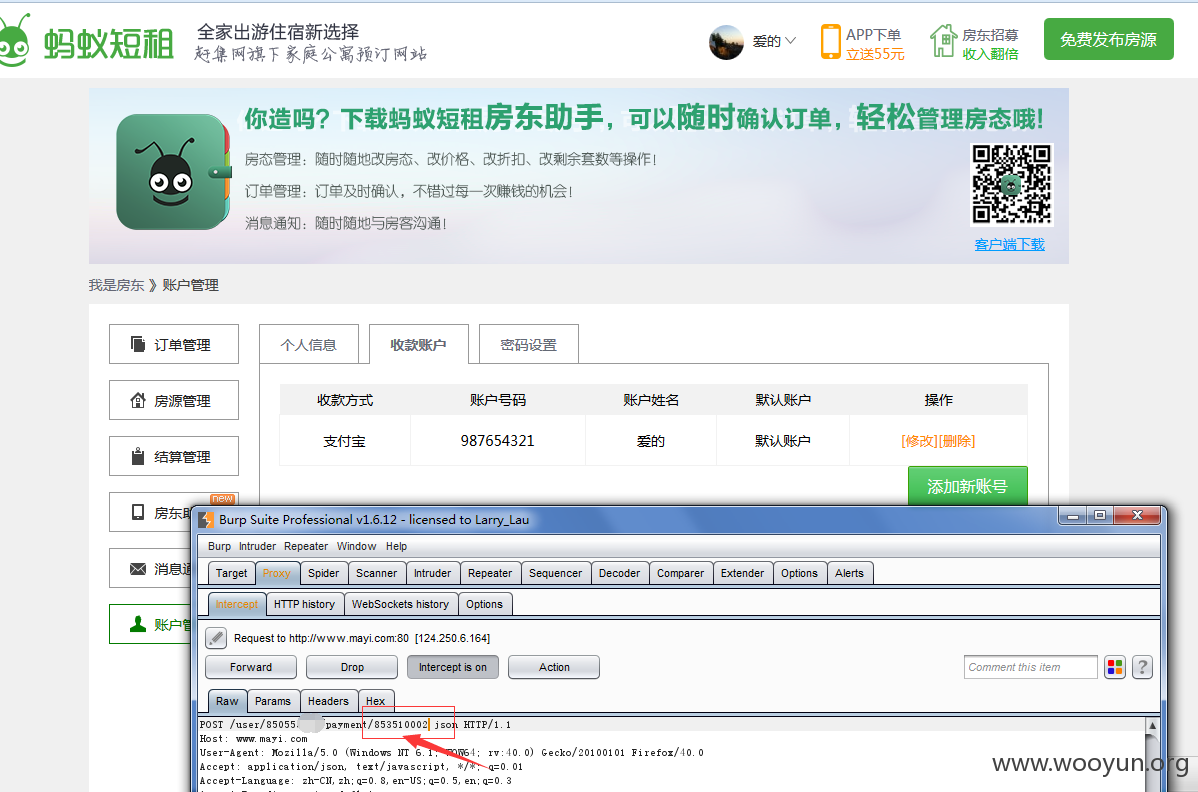 蚂蚁短租
全家出游住宿新选择
赶集网旗下家庭公寓预订网站
爱的
APP下单
立送55元
房东招募
收入翻倍
免费发布房源
你造吗？下载蚂蚁短租房东助手，可以随时确认订单，轻松管理房态哦!
房态管理：随时随地改房态、改价格、改折扣、改剩余套数等操作!
订单管理：订单及时确认，不错过每一次赚钱的机会!
消息通知：随时随地与房客沟通!
客户端下载
我是房东 》账户管理
订单管理
房源管理
结算管理
new
房东助
消息通
账户管
个人信息 收款账户 密码设置
收款方式 账户号码 账户姓名 默认账户 操作
支付宝 987654321 爱的 默认账户 [修改][删除]
添加新账号
Burp Suite Professional v1.6.12 - licensed to Larry_Lau
Burp Intruder Repeater Window Help
Target Proxy Spider Scanner Intruder Repeater Sequencer Decoder Comparer Extender Options Alerts
Intercept HTTP history WebSockets history Options
Request to http://www.mayi.com:80 [124.250.6.164]
Forward Drop Intercept is on Action Comment this item ?
Raw Params Headers Hex
POST /user/85055 payment/853510002 json HTTP/1.1
Host: www.mayi.com
User-Agent: Mozilla/5.0 (Windows NT 6.1; WOW64; rv:40.0) Gecko/20100101 Firefox/40.0
Accept: application/json, text/javascript, */*; q=0.01
Accept-Language: zh-CN,zh;q=0.8,en-US;q=0.5,en;q=0.3
www.wooyun.org